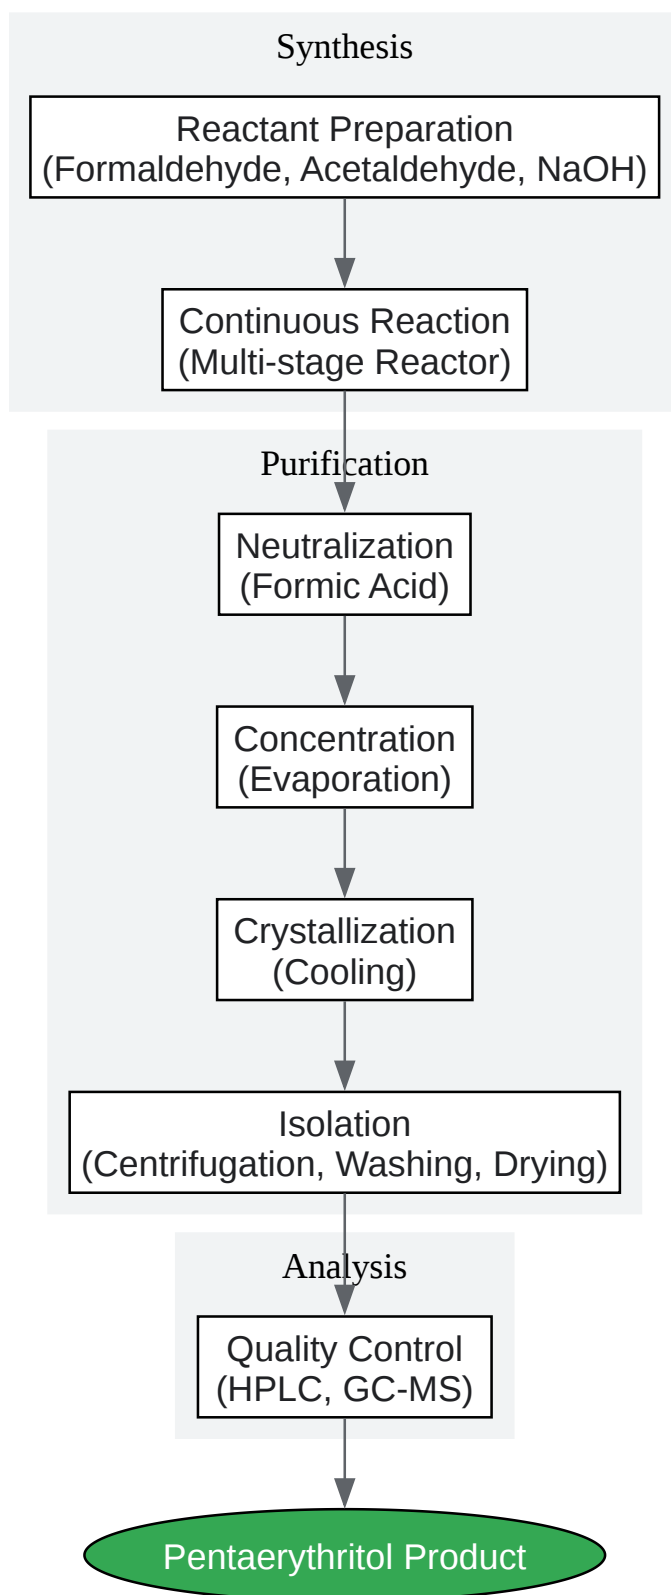 Synthesis
Reactant Preparation
(Formaldehyde, Acetaldehyde, NaOH)
Continuous Reaction
(Multi-stage Reactor)
Purification
Neutralization
(Formic Acid)
Concentration
(Evaporation)
Crystallization
(Cooling)
Isolation
(Centrifugation, Washing, Drying)
Analysis
Quality Control
(HPLC, GC-MS)
Pentaerythritol Product